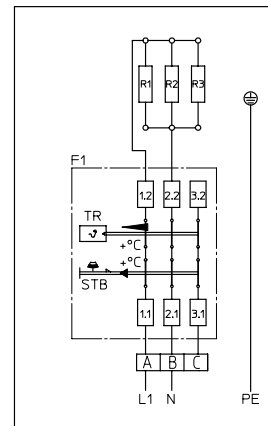 R1 R2 R3
F1
1.2 2.2 3.2
TR
ϑ
+°C
+°C
STB
1.1 2.1 3.1
A B C
L1 N PE